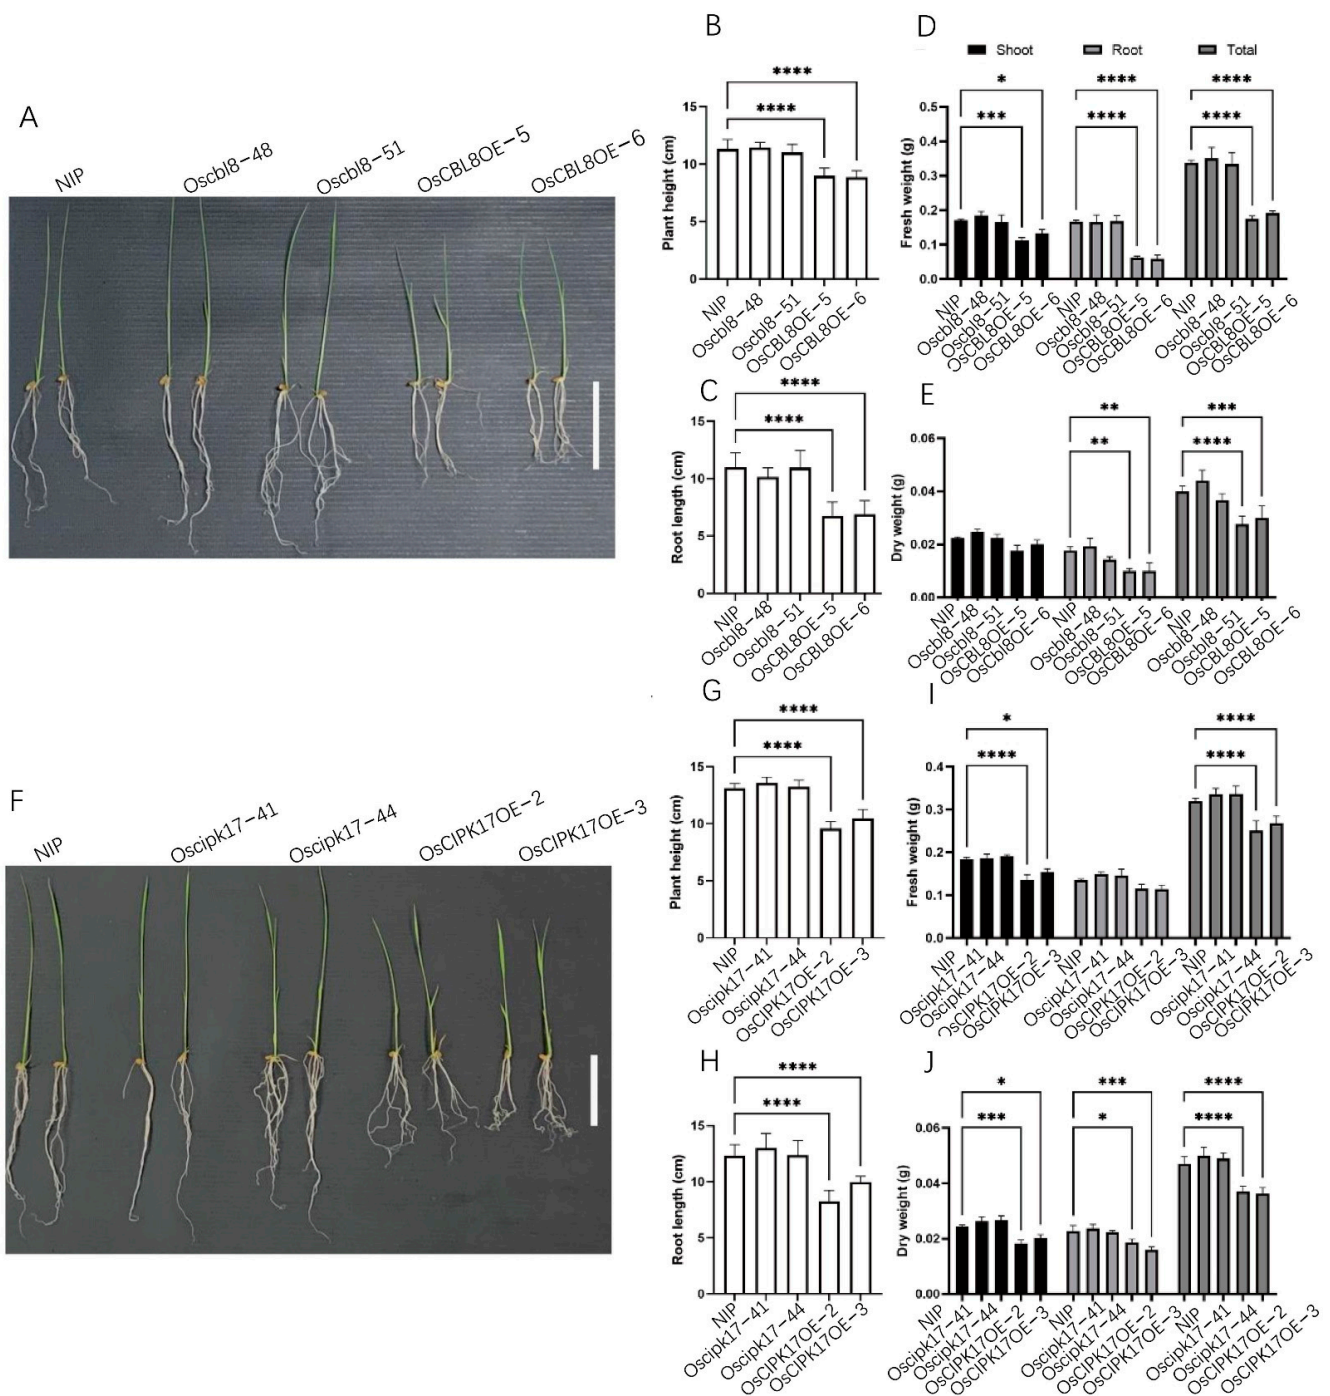 A
NIP
Oscbl8-48
Oscbl8-51
OsCBL8OE-5
OsCBL8OE-6
B
****
****
15
10
5
0
Plant height (cm)
NIP
Oscbl8-48
Oscbl8-51
OsCBL8OE-5
OsCBL8OE-6
D
Shoot
Root
Total
*
***
****
****
****
****
0.5
0.4
0.3
0.2
0.1
0.0
Fresh weight (g)
NIP
Oscbl8-48
Oscbl8-51
OsCBL8OE-5
OsCBL8OE-6
NIP
Oscbl8-48
Oscbl8-51
OsCBL8OE-5
OsCBL8OE-6
NIP
Oscbl8-48
Oscbl8-51
OsCBL8OE-5
OsCBL8OE-6
C
****
****
15
10
5
0
Root length (cm)
NIP
Oscbl8-48
Oscbl8-51
OsCBL8OE-5
OsCBL8OE-6
E
**
**
***
****
0.06
0.04
0.02
0.00
Dry weight (g)
NIP
Oscbl8-48
Oscbl8-51
OsCBL8OE-5
OsCbl8OE-6
NIP
Oscbl8-48
Oscbl8-51
OsCBL8OE-5
OsCBL8OE-6
NIP
Oscbl8-48
Oscbl8-51
OsCBL8OE-5
OsCBL8OE-6
F
NIP
Oscipk17-41
Oscipk17-44
OsCIPK17OE-2
OsCIPK17OE-3
G
****
****
15
10
5
0
Plant height (cm)
NIP
Oscipk17-41
Oscipk17-44
OsCIPK17OE-2
OsCIPK17OE-3
I
*
****
****
****
0.4
0.3
0.2
0.1
0.0
Fresh weight (g)
NIP
Oscipk17-41
Oscipk17-44
OsCIPK17OE-2
OsCIPK17OE-3
NIP
Oscipk17-41
Oscipk17-44
OsCIPK17OE-2
OsCIPK17OE-3
NIP
Oscipk17-41
Oscipk17-44
OsCIPK17OE-2
OsCIPK17OE-3
H
****
****
15
10
5
0
Root length (cm)
NIP
Oscipk17-41
Oscipk17-44
OsCIPK17OE-2
OsCIPK17OE-3
J
*
***
***
*
****
****
0.06
0.04
0.02
0.00
Dry weight (g)
NIP
Oscipk17-41
Oscipk17-44
OsCIPK17OE-2
OsCIPK17OE-3
NIP
Oscipk17-41
Oscipk17-44
OsCIPK17OE-2
OsCIPK17OE-3
NIP
Oscipk17-41
Oscipk17-44
OsCIPK17OE-2
OsCIPK17OE-3